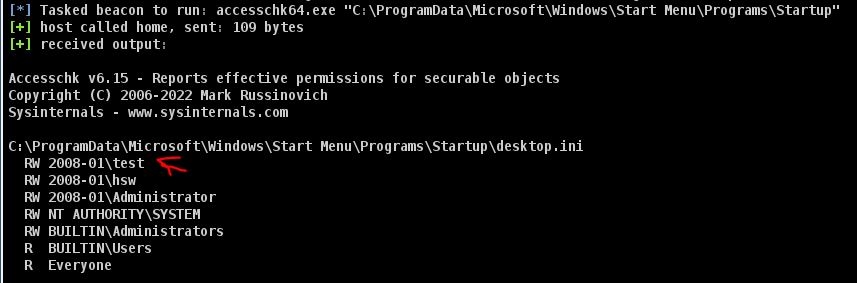 [*] Tasked beacon to run: accesschk64.exe "C:\ProgramData\Microsoft\Windows\Start Menu\Programs\Startup"
[+] host called home, sent: 109 bytes
[+] received output:
Accesschk v6.15 - Reports effective permissions for securable objects
Copyright (C) 2006-2022 Mark Russinovich
Sysinternals - www.sysinternals.com
C:\ProgramData\Microsoft\Windows\Start Menu\Programs\Startup\desktop.ini
RW 2008-01\test
RW 2008-01\hsw
RW 2008-01\Administrator
RW NT AUTHORITY\SYSTEM
RW BUILTIN\Administrators
R BUILTIN\Users
R Everyone